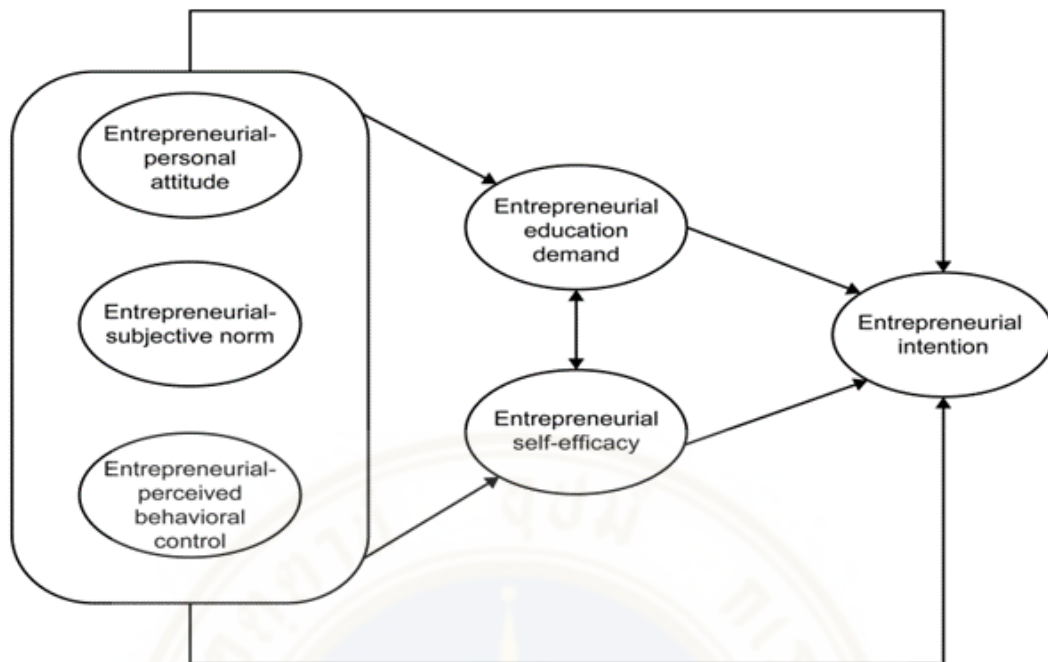 Entrepreneurial-
personal
attitude
Entrepreneurial-
subjective norm
Entrepreneurial-
perceived
behavioral
control
Entrepreneurial
education
demand
Entrepreneurial
self-efficacy
Entrepreneurial
intention